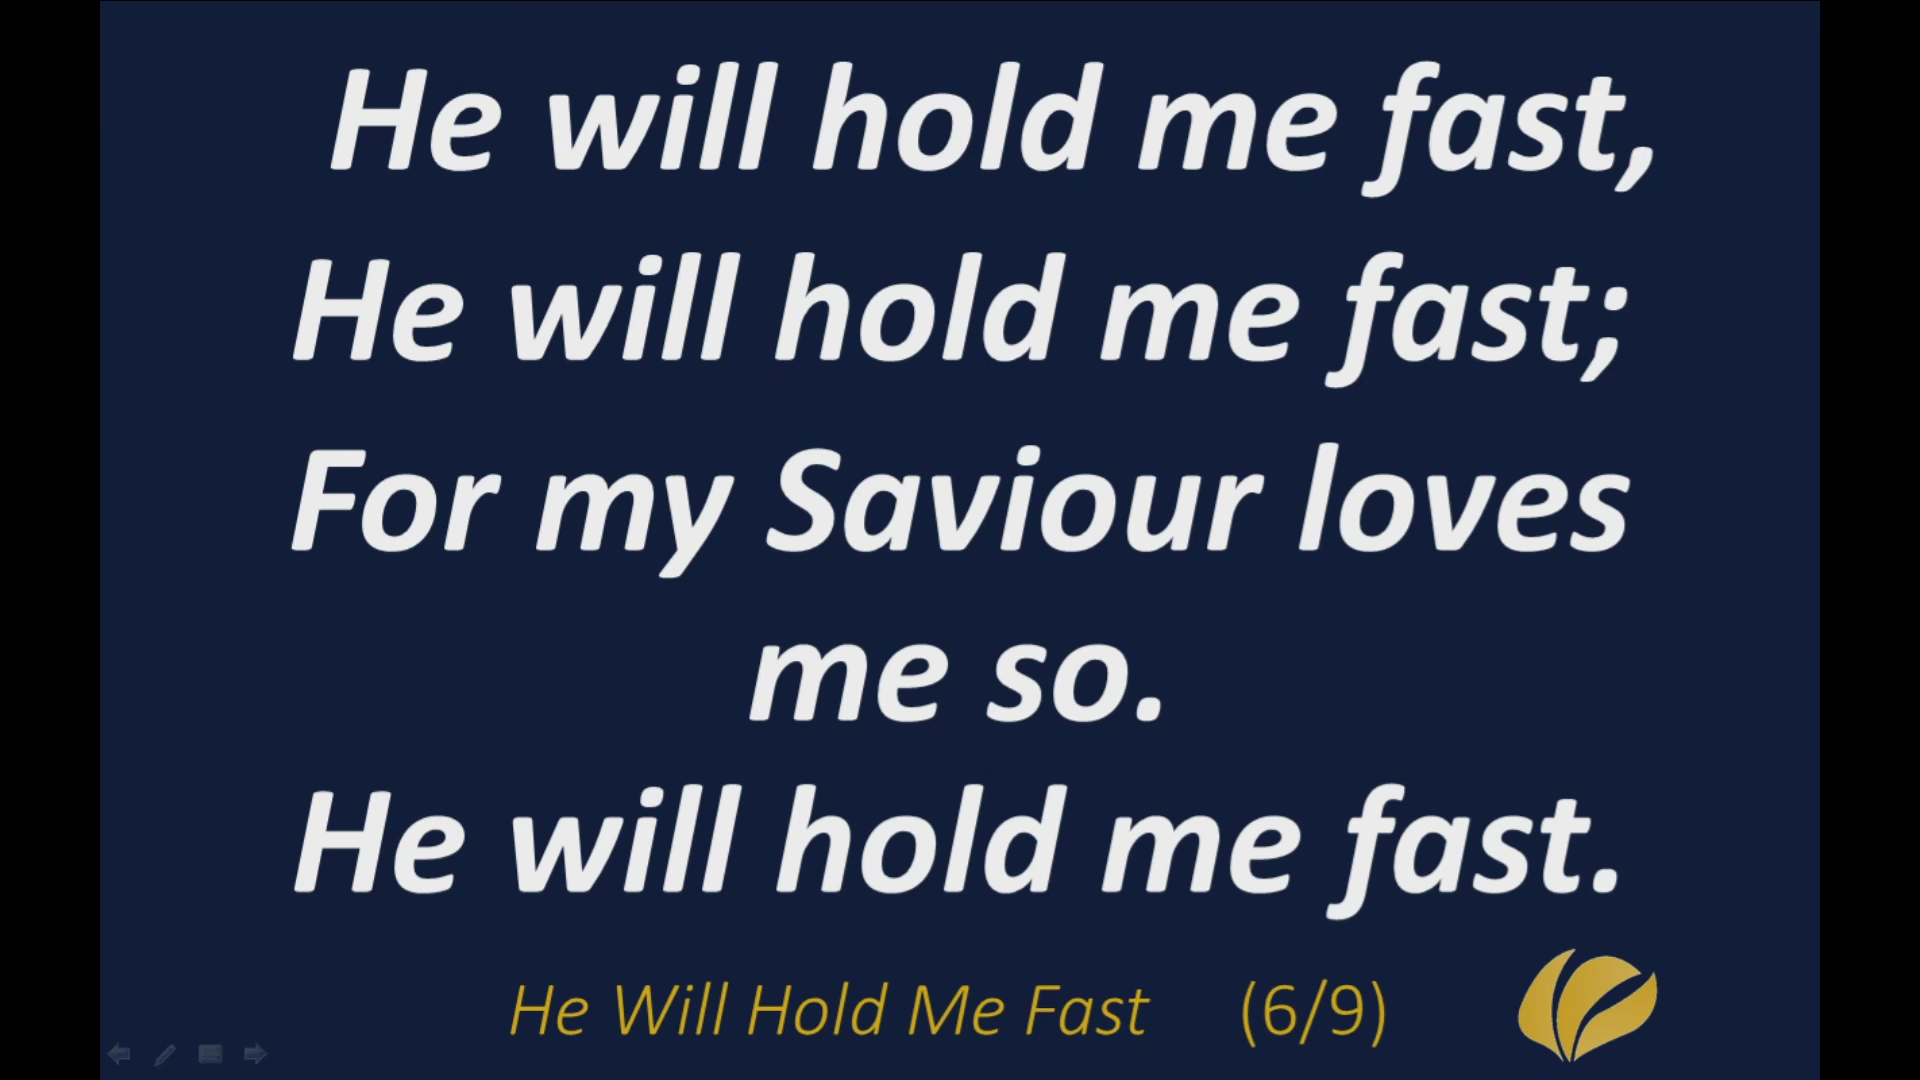 He will hold me fast,
He will hold me fast;
For my Saviour loves
me so.
He will hold me fast.
He Will Hold Me Fast (6/9)